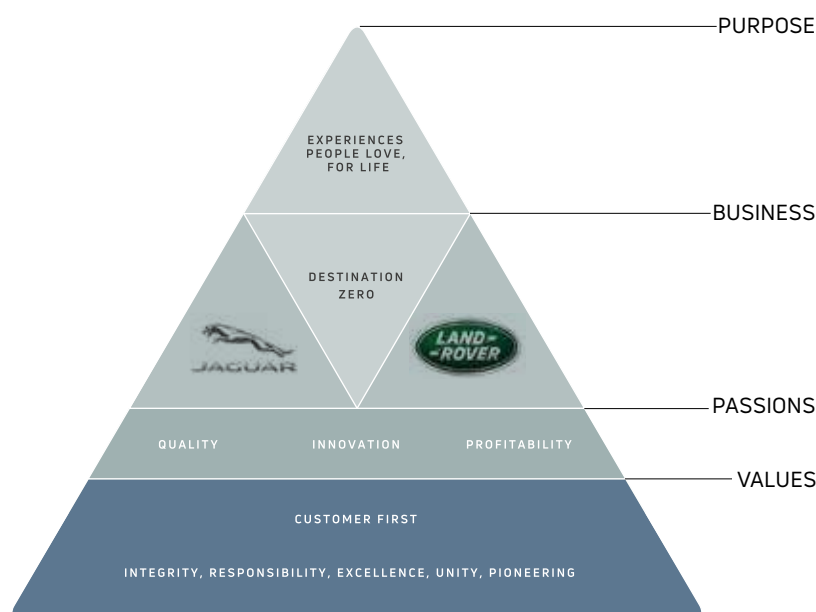 PURPOSE
EXPERIENCES
PEOPLE LOVE,
FOR LIFE
BUSINESS
DESTINATION
ZERO
JAGUAR
LAND-
-ROVER
PASSIONS
QUALITY INNOVATION PROFITABILITY
VALUES
CUSTOMER FIRST
INTEGRITY, RESPONSIBILITY, EXCELLENCE, UNITY, PIONEERING